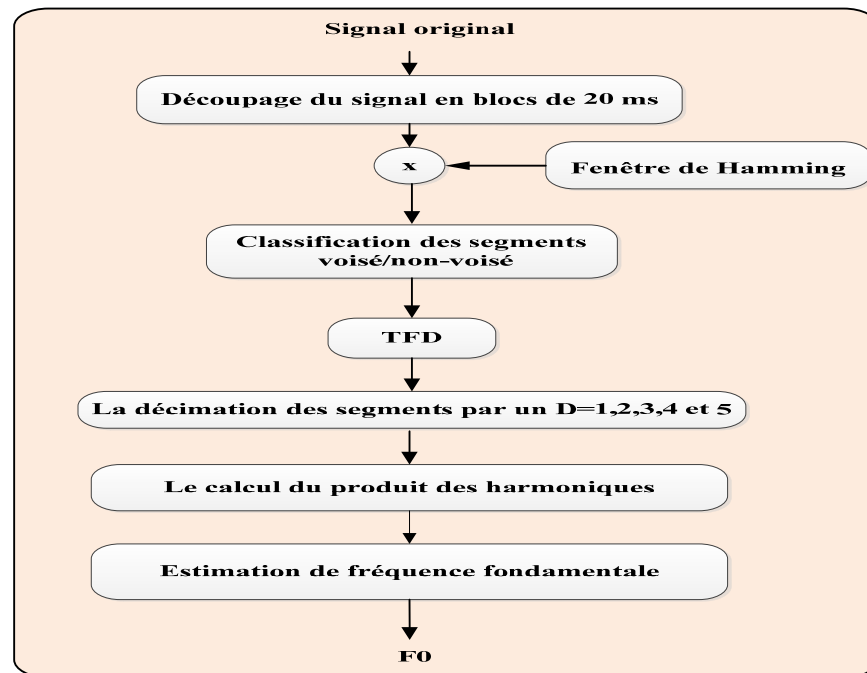 Signal original
Découpage du signal en blocs de 20 ms
x
Fenêtre de Hamming
Classification des segments
voisé/non-voisé
TFD
La décimation des segments par un D=1,2,3,4 et 5
Le calcul du produit des harmoniques
Estimation de fréquence fondamentale
F0